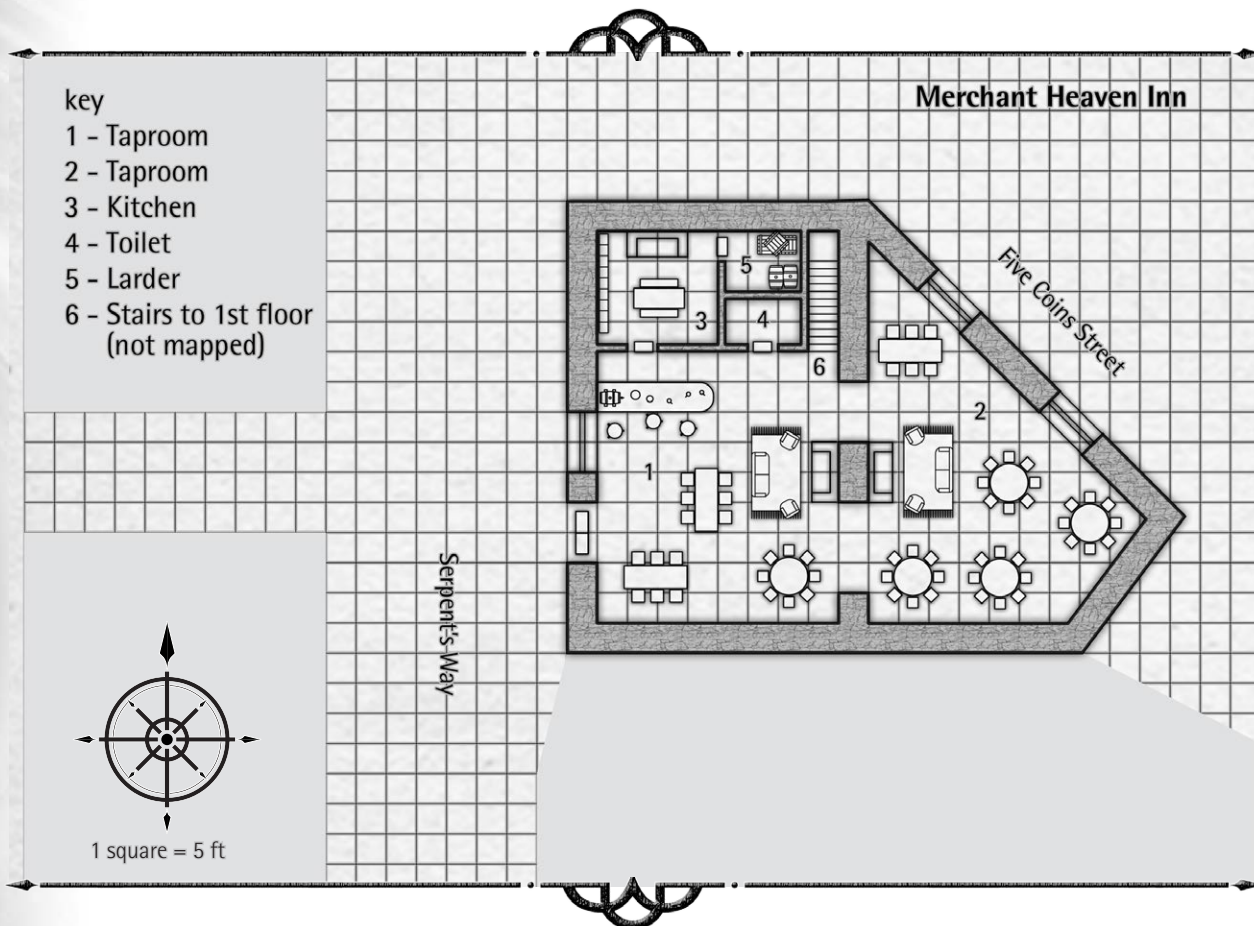 key
1 - Taproom
2 - Taproom
3 - Kitchen
4 - Toilet
5 - Larder
6 - Stairs to 1st floor
(not mapped)
Merchant Heaven Inn
Five Coins Street
5
3
4
6
2
1
Serpent's Way
1 square = 5 ft